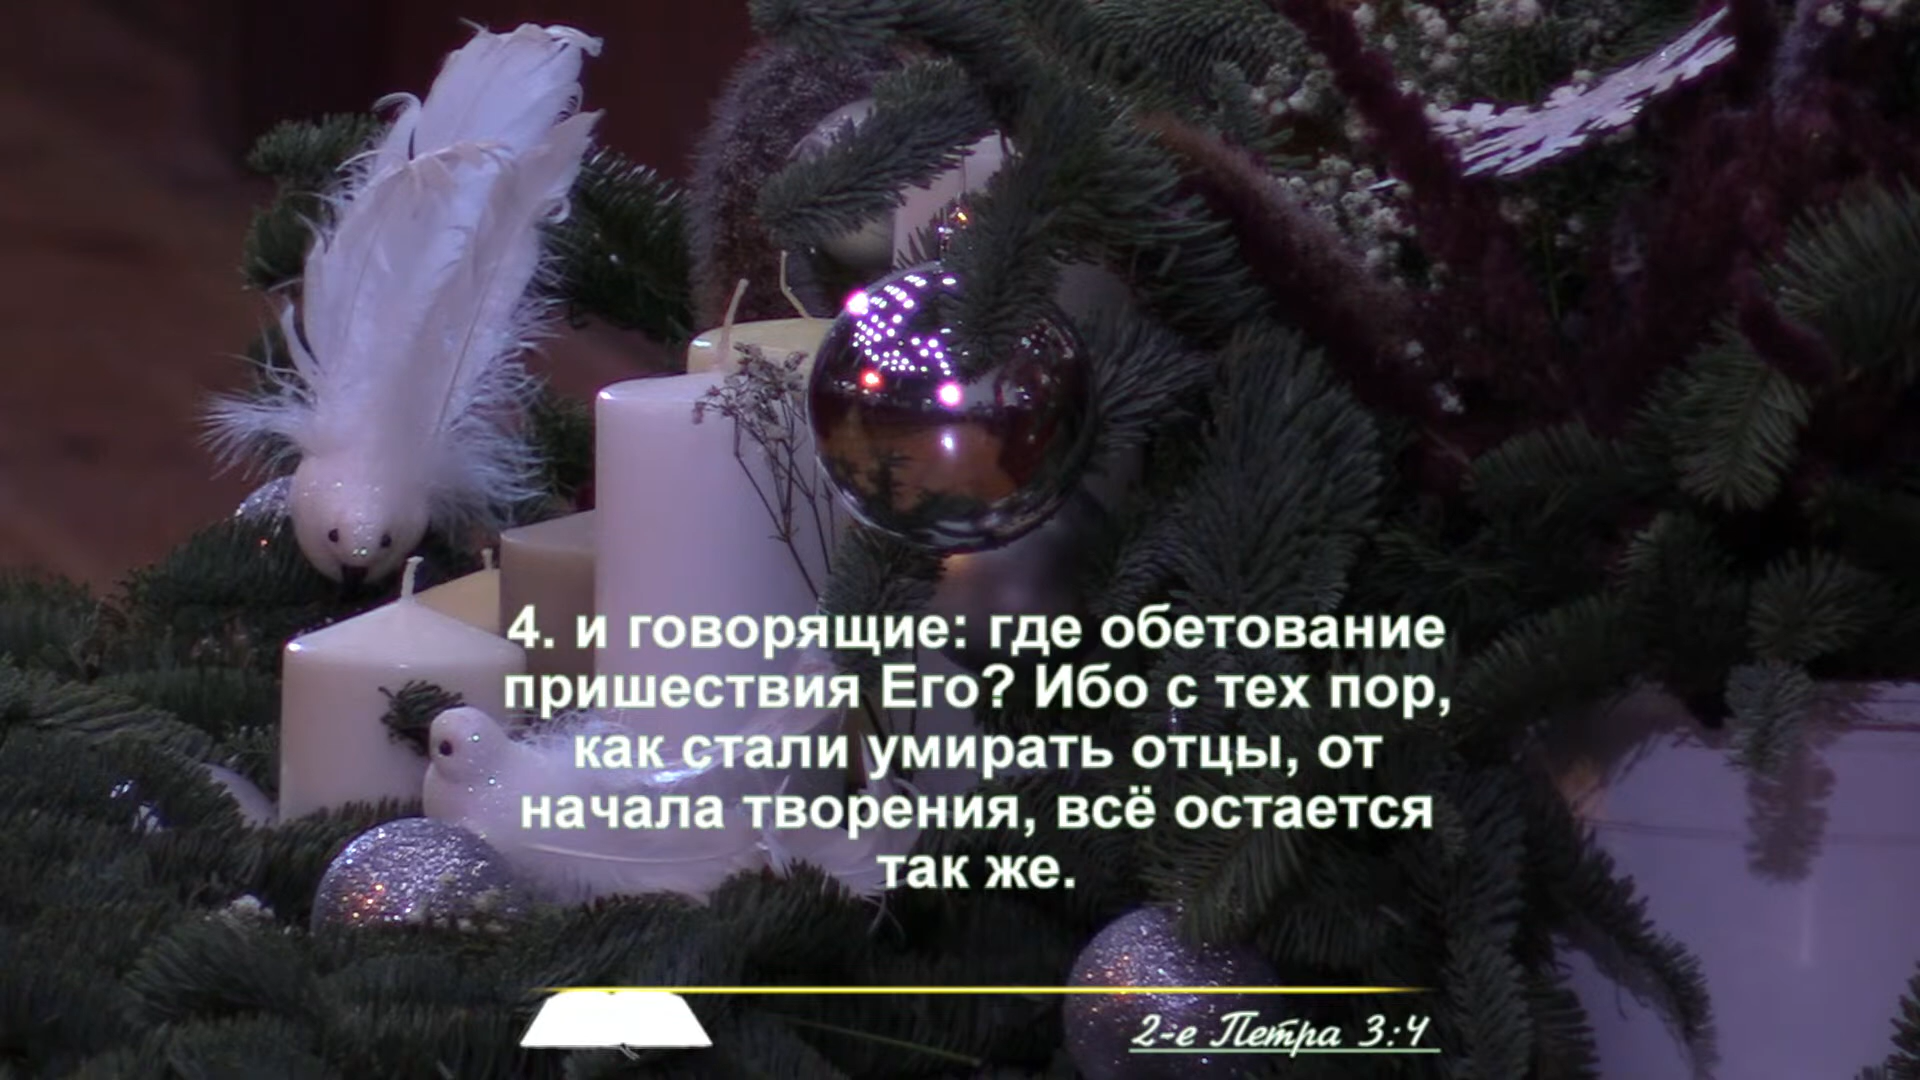 4. и говорящие: где обетование
пришествия Его? Ибо с тех пор,
как стали умирать отцы, от
начала творения, всё остается
так же.
2-е Петра 3:4